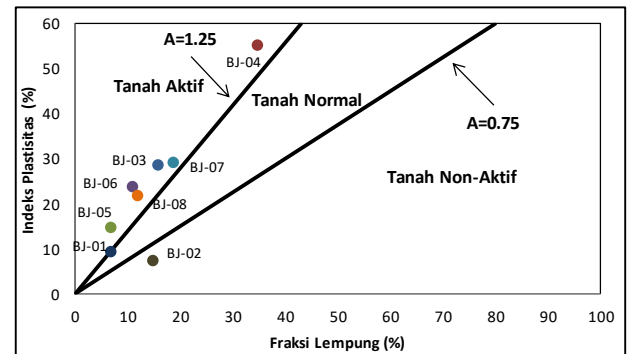 60
50
40
30
20
10
0
Indeks Plastisitas (%)
A=1.25
Tanah Aktif
BJ-04
Tanah Normal
A=0.75
BJ-03
BJ-07
BJ-06
BJ-08
Tanah Non-Aktif
BJ-05
BJ-01
BJ-02
0 10 20 30 40 50 60 70 80 90 100
Fraksi Lempung (%)